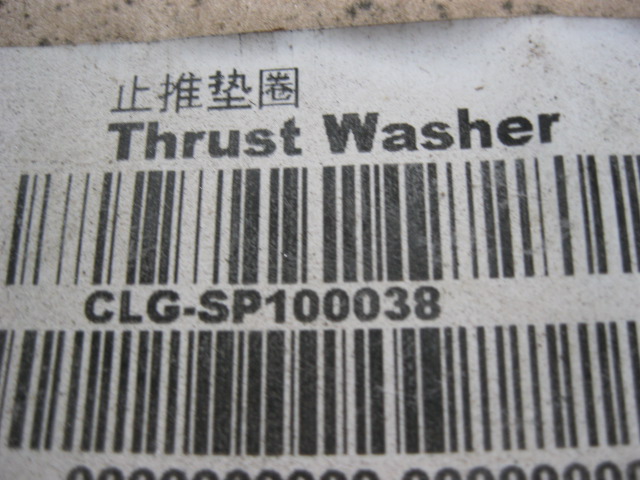 止推垫圈
Thrust Washer
CLG-SP100038